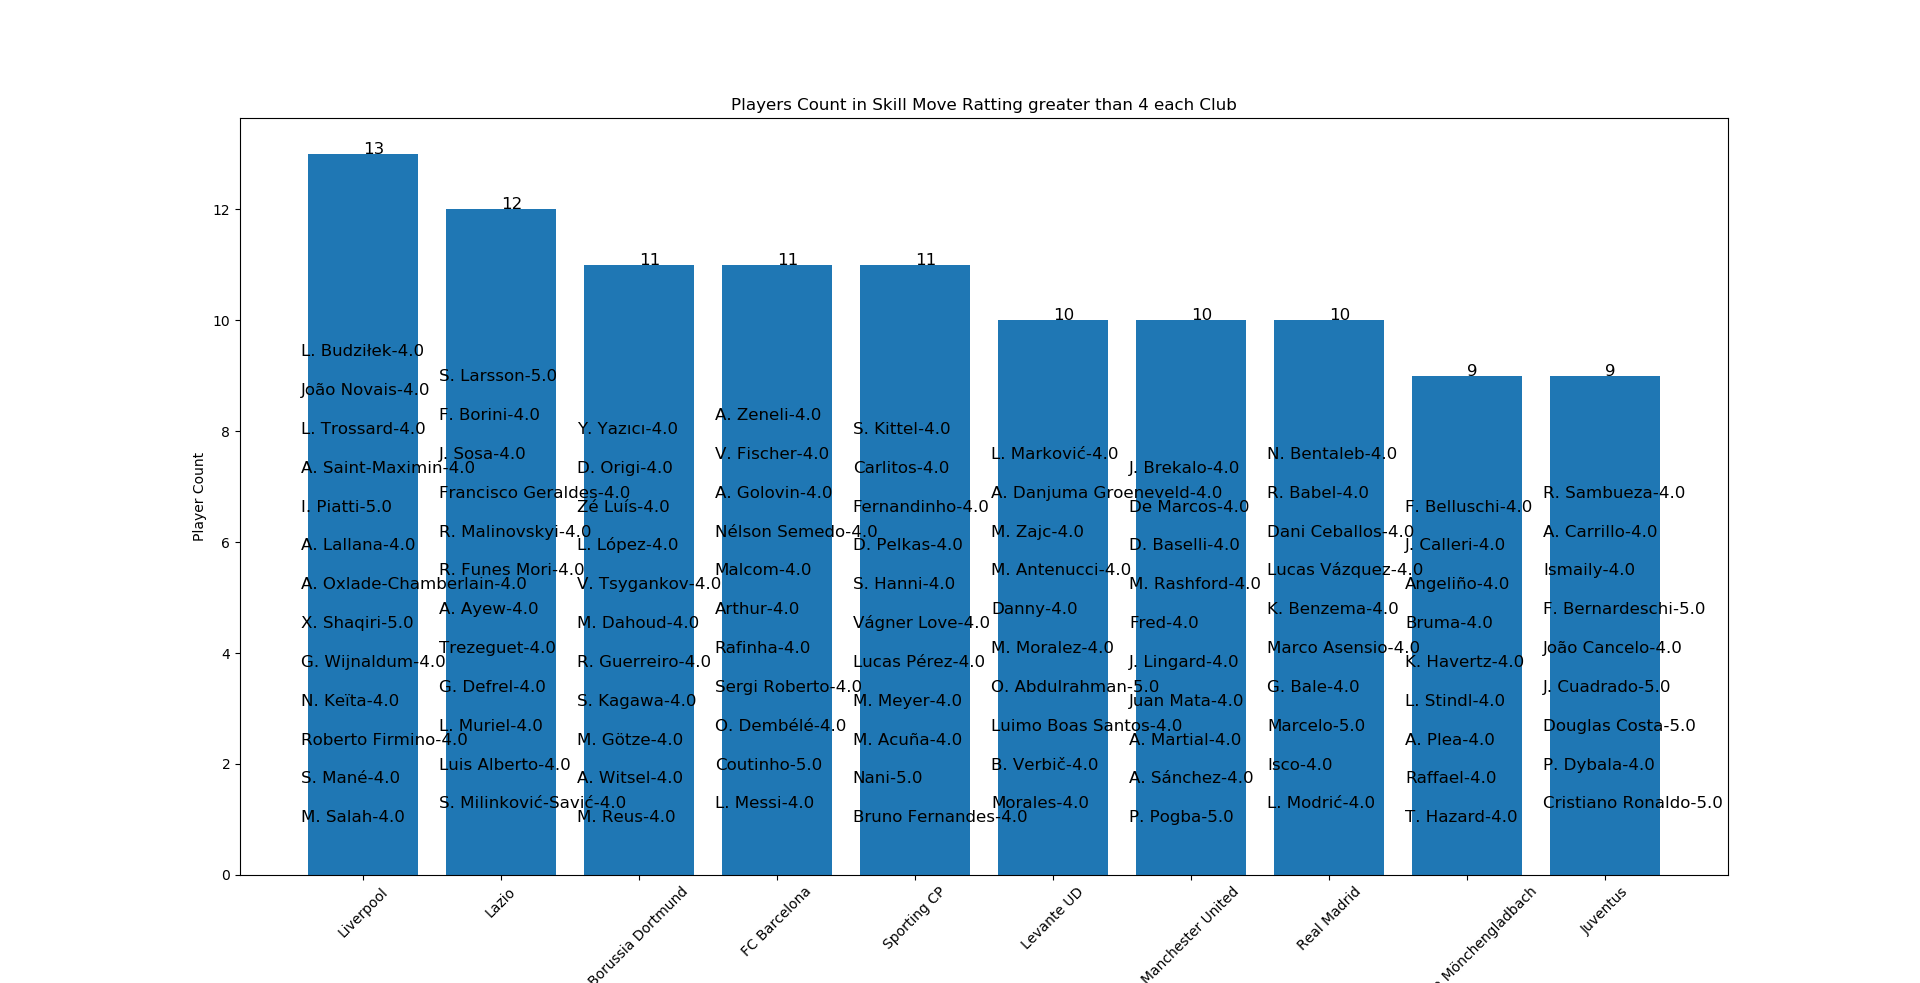 Players Count in Skill Move Ratting greater than 4 each Club
Player Count
12
10
8
6
4
2
0
13
L. Budziłek-4.0
João Novais-4.0
L. Trossard-4.0
A. Saint-Maximin-4.0
I. Piatti-5.0
A. Lallana-4.0
A. Oxlade-Chamberlain-4.0
X. Shaqiri-5.0
G. Wijnaldum-4.0
N. Keïta-4.0
Roberto Firmino-4.0
S. Mané-4.0
M. Salah-4.0
Liverpool
12
S. Larsson-5.0
F. Borini-4.0
J. Sosa-4.0
Francisco Geraldes-4.0
R. Malinovskyi-4.0
R. Funes Mori-4.0
A. Ayew-4.0
Trezeguet-4.0
G. Defrel-4.0
L. Muriel-4.0
Luis Alberto-4.0
S. Milinković-Savić-4.0
Lazio
11
Y. Yazıcı-4.0
D. Origi-4.0
Zé Luís-4.0
L. López-4.0
V. Tsygankov-4.0
M. Dahoud-4.0
R. Guerreiro-4.0
S. Kagawa-4.0
M. Götze-4.0
A. Witsel-4.0
M. Reus-4.0
Borussia Dortmund
11
A. Zeneli-4.0
V. Fischer-4.0
A. Golovin-4.0
Nélson Semedo-4.0
Malcom-4.0
Arthur-4.0
Rafinha-4.0
Sergi Roberto-4.0
O. Dembélé-4.0
Coutinho-5.0
L. Messi-4.0
FC Barcelona
11
S. Kittel-4.0
Carlitos-4.0
Fernandinho-4.0
D. Pelkas-4.0
S. Hanni-4.0
Vágner Love-4.0
Lucas Pérez-4.0
M. Meyer-4.0
M. Acuña-4.0
Nani-5.0
Bruno Fernandes-4.0
Sporting CP
10
L. Marković-4.0
A. Danjuma Groeneveld-4.0
M. Zajc-4.0
M. Antenucci-4.0
Danny-4.0
M. Moralez-4.0
O. Abdulrahman-5.0
Luimo Boas Santos-4.0
B. Verbič-4.0
Morales-4.0
Levante UD
10
J. Brekalo-4.0
De Marcos-4.0
D. Baselli-4.0
M. Rashford-4.0
Fred-4.0
J. Lingard-4.0
Juan Mata-4.0
A. Martial-4.0
A. Sánchez-4.0
P. Pogba-5.0
Manchester United
10
N. Bentaleb-4.0
R. Babel-4.0
Dani Ceballos-4.0
Lucas Vázquez-4.0
K. Benzema-4.0
Marco Asensio-4.0
G. Bale-4.0
Marcelo-5.0
Isco-4.0
L. Modrić-4.0
Real Madrid
9
F. Belluschi-4.0
J. Calleri-4.0
Angeliño-4.0
Bruma-4.0
K. Havertz-4.0
L. Stindl-4.0
A. Plea-4.0
Raffael-4.0
T. Hazard-4.0
Mönchengladbach
9
R. Sambueza-4.0
A. Carrillo-4.0
Ismaily-4.0
F. Bernardeschi-5.0
João Cancelo-4.0
J. Cuadrado-5.0
Douglas Costa-5.0
P. Dybala-4.0
Cristiano Ronaldo-5.0
Juventus